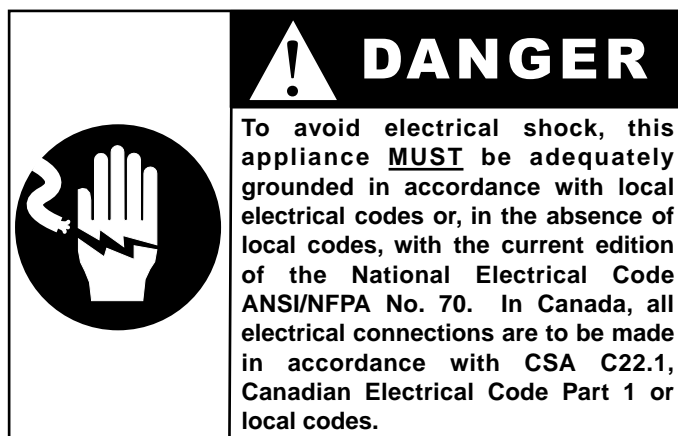 DANGER
To avoid electrical shock, this
appliance MUST be adequately
grounded in accordance with local
electrical codes or, in the absence of
local codes, with the current edition
of the National Electrical Code
ANSI/NFPA No. 70. In Canada, all
electrical connections are to be made
in accordance with CSA C22.1,
Canadian Electrical Code Part 1 or
local codes.